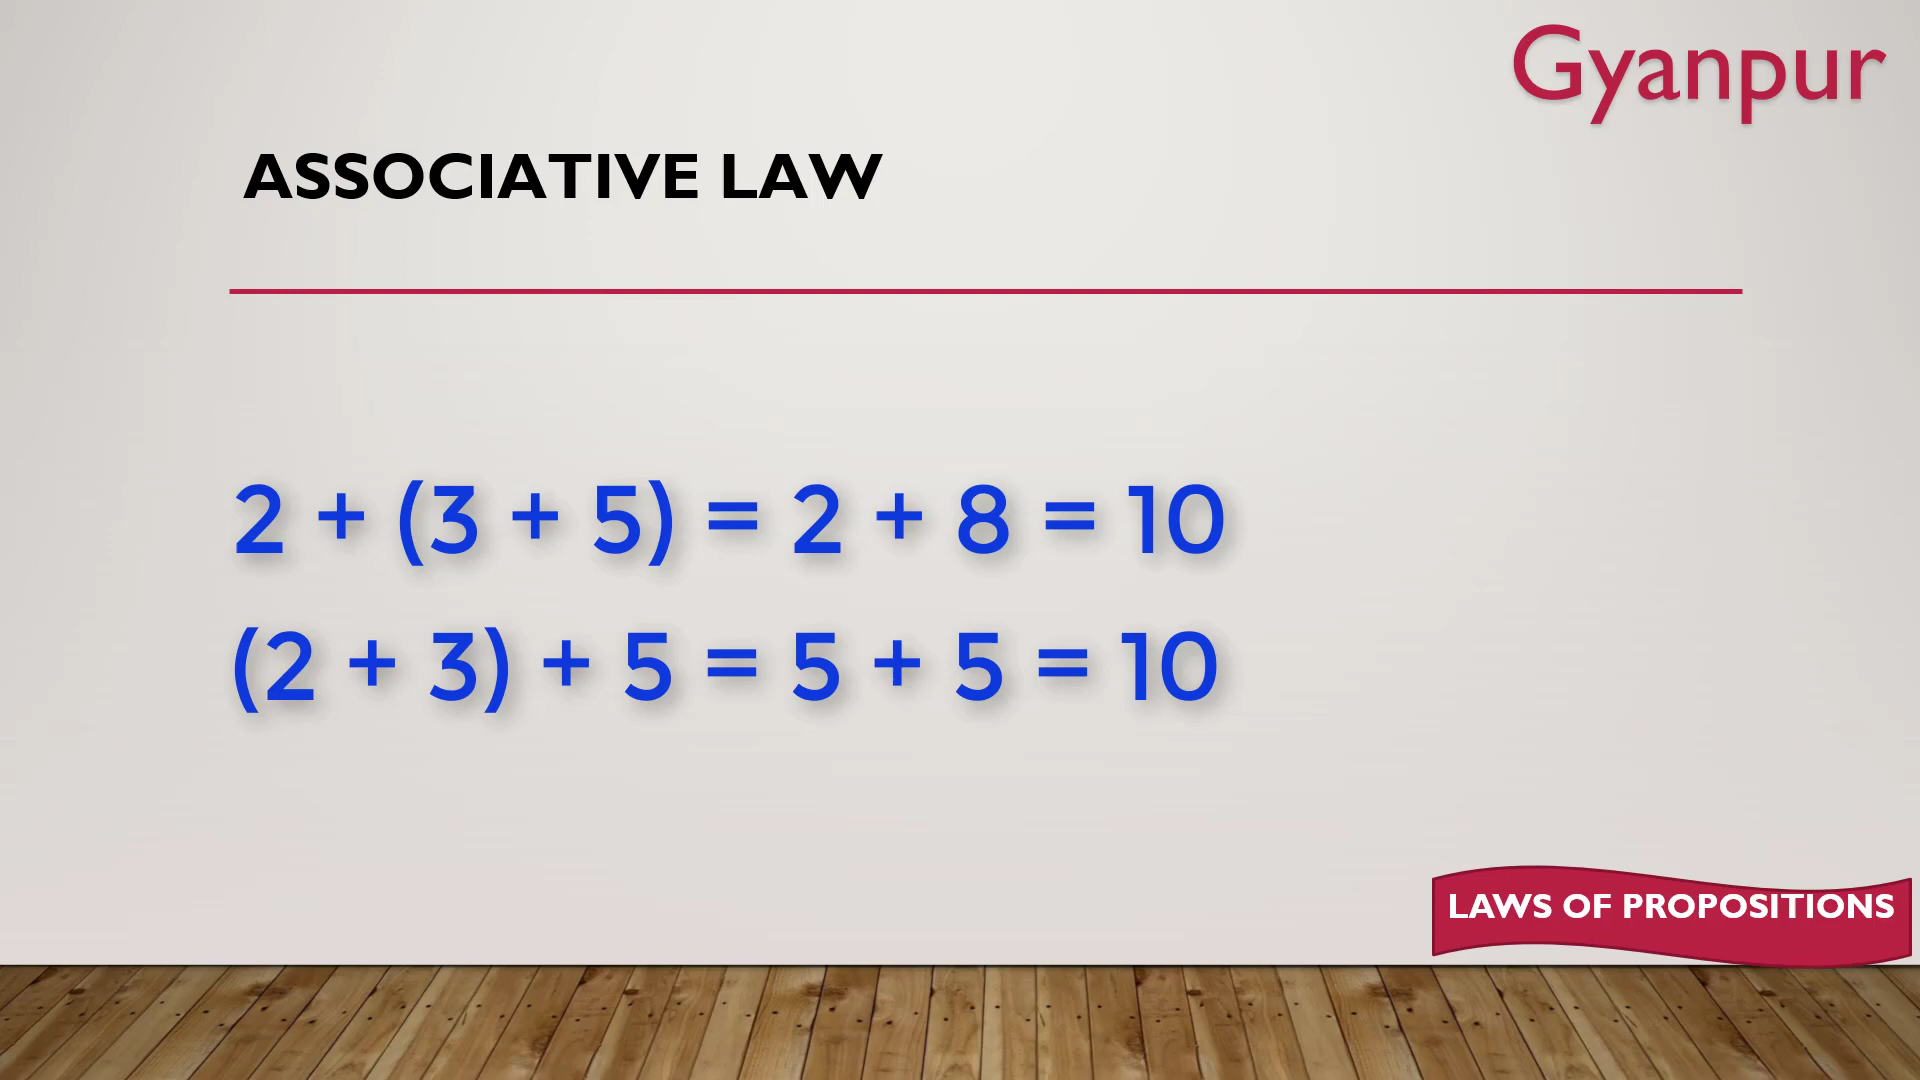 Gyanpur
ASSOCIATIVE LAW
2 + (3 + 5) = 2 + 8 = 10
(2 + 3) + 5 = 5 + 5 = 10
LAWS OF PROPOSITIONS